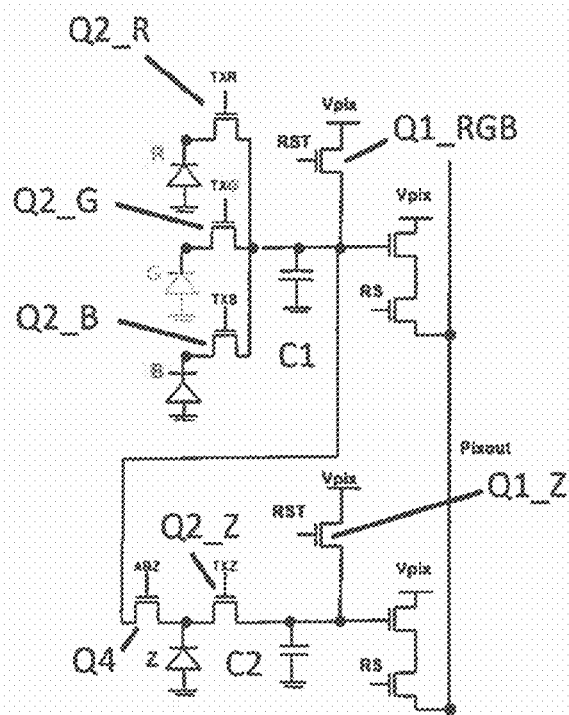 Q2_R
TXR
Vpix
RST
Q1_RGB
R
Q2_G
TXG
Vpix
G
RS
Q2_B
TXB
B
C1
Pixout
Vpix
Q1_Z
RST
Q2_Z
ABZ
TXZ
Vpix
Q4
Z
C2
RS